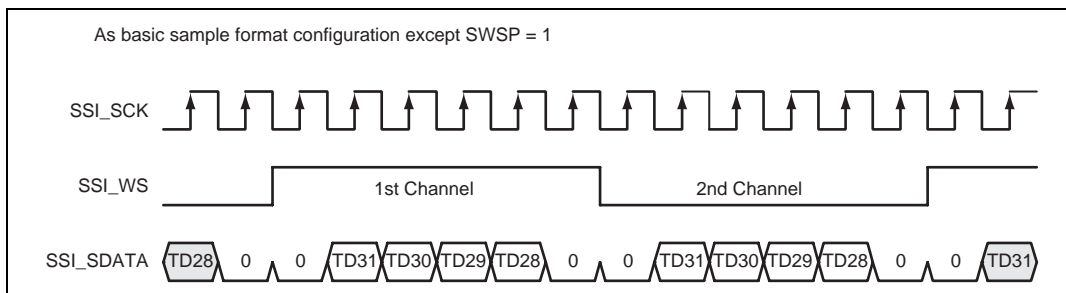 As basic sample format configuration except SWSP = 1
SSI_SCK
SSI_WS
1st Channel
2nd Channel
SSI_SDATA
TD28 0 0 TD31 TD30 TD29 TD28 0 0 TD31 TD30 TD29 TD28 0 0 TD31